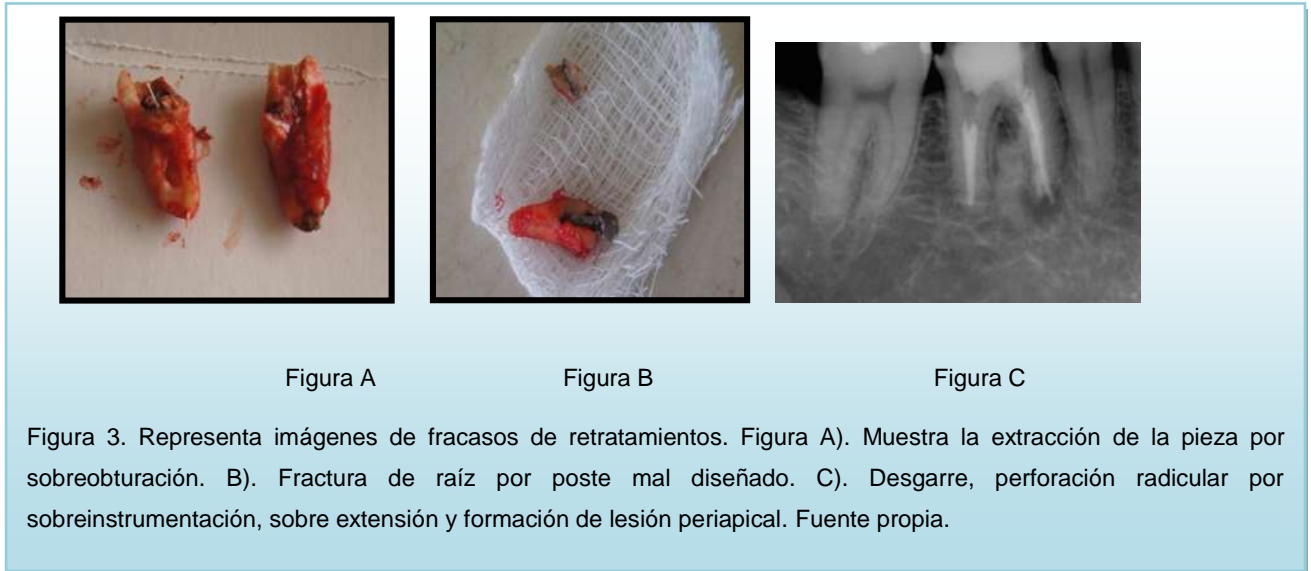 Figura A Figura B Figura C
Figura 3. Representa imágenes de fracasos de retratamientos. Figura A). Muestra la extracción de la pieza por
sobreobturación. B). Fractura de raíz por poste mal diseñado. C). Desgarre, perforación radicular por
sobreinstrumentación, sobre extensión y formación de lesión periapical. Fuente propia.